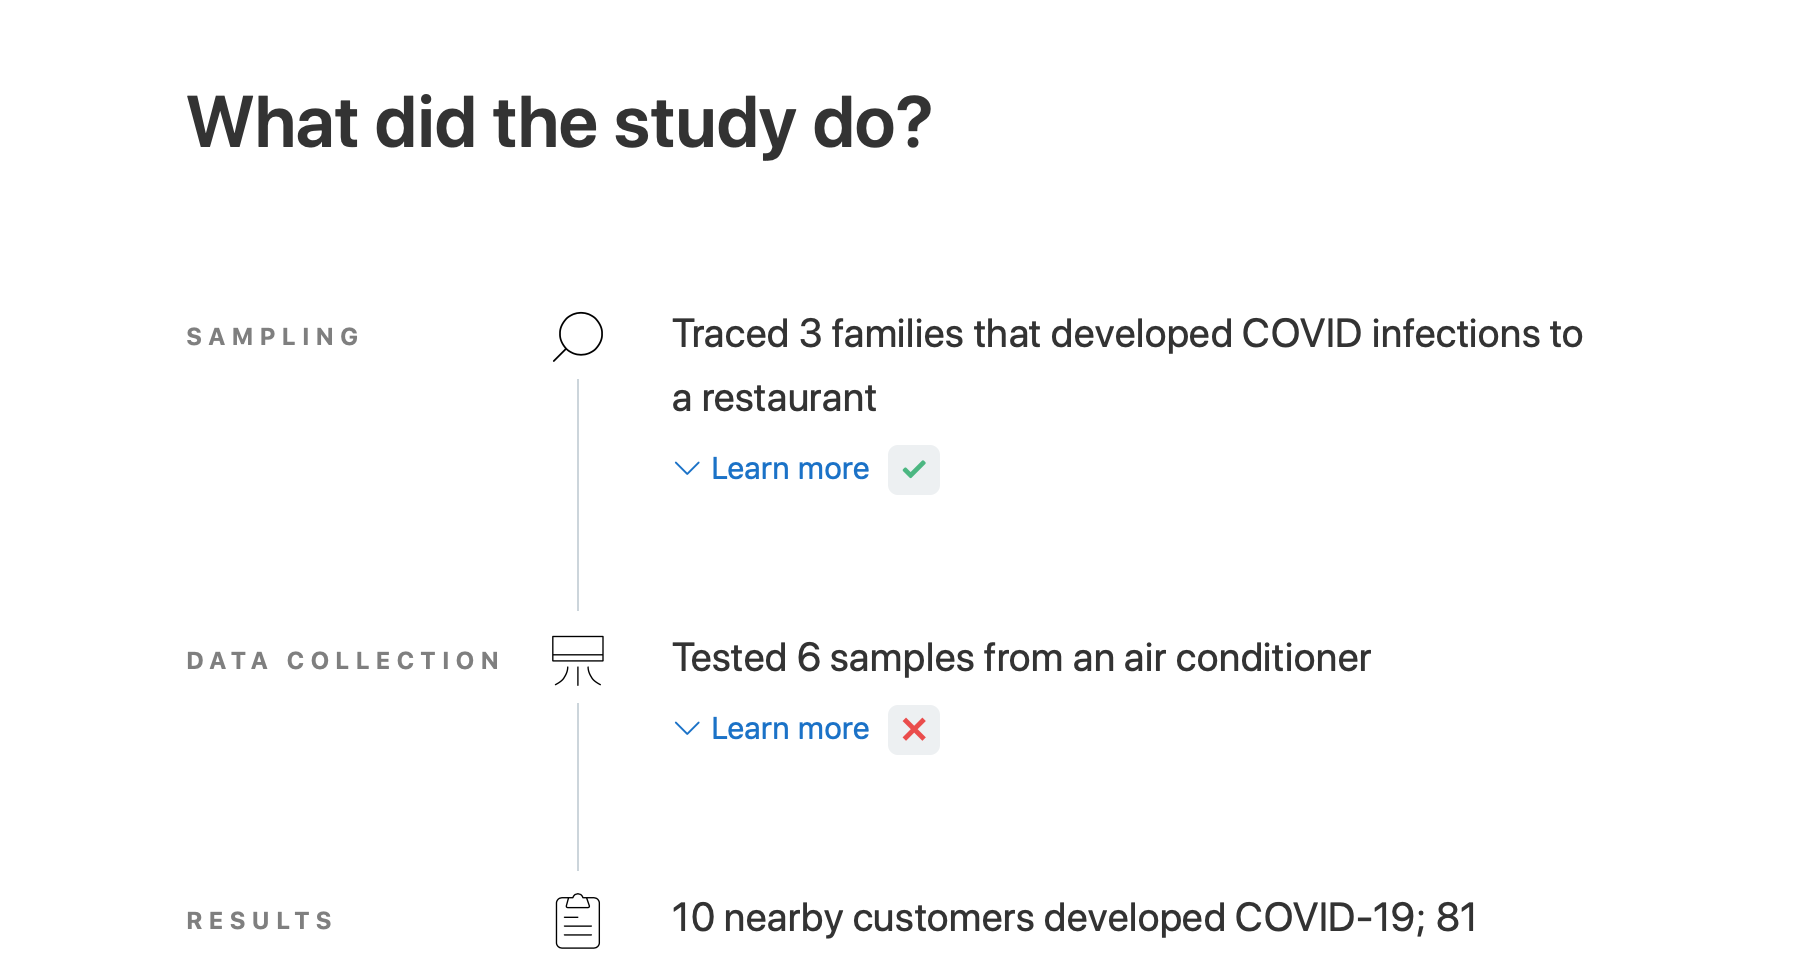 What did the study do?
SAMPLING
Traced 3 families that developed COVID infections to
a restaurant
Learn more
DATA COLLECTION
Tested 6 samples from an air conditioner
Learn more
RESULTS
10 nearby customers developed COVID-19; 81